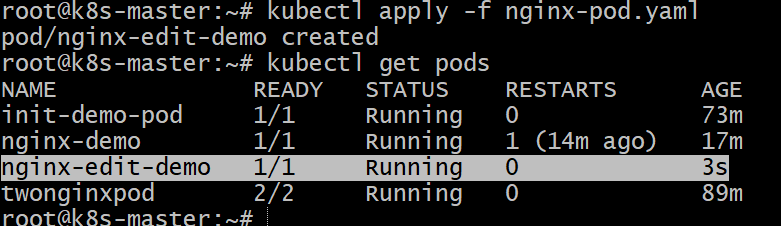 root@k8s-master:~# kubectl apply -f nginx-pod.yaml
pod/nginx-edit-demo created
root@k8s-master:~# kubectl get pods
NAME READY STATUS RESTARTS AGE
init-demo-pod 1/1 Running 0 73m
nginx-demo 1/1 Running 1 (14m ago) 17m
nginx-edit-demo 1/1 Running 0 3s
twonginxpod 2/2 Running 0 89m
root@k8s-master:~#